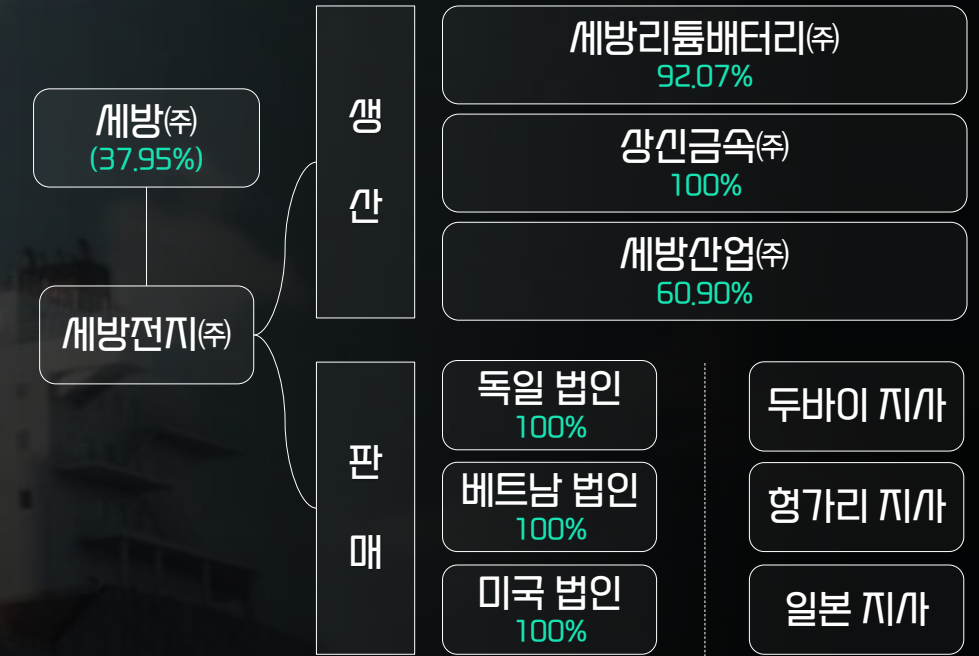 세방㈜
(37.95%)
세방전지㈜
생
산
세방리튬배터리㈜
92.07%
상신금속㈜
100%
세방산업㈜
60.90%
판
매
독일 법인
100%
베트남 법인
100%
미국 법인
100%
두바이 지사
헝가리 지사
일본 지사